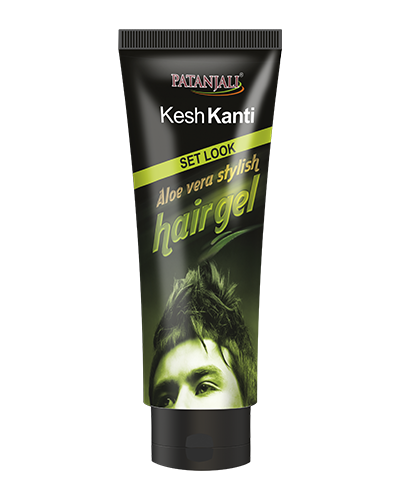 PATANJALI®
Kesh Kanti
SET LOOK
Aloe vera stylish
hair gel